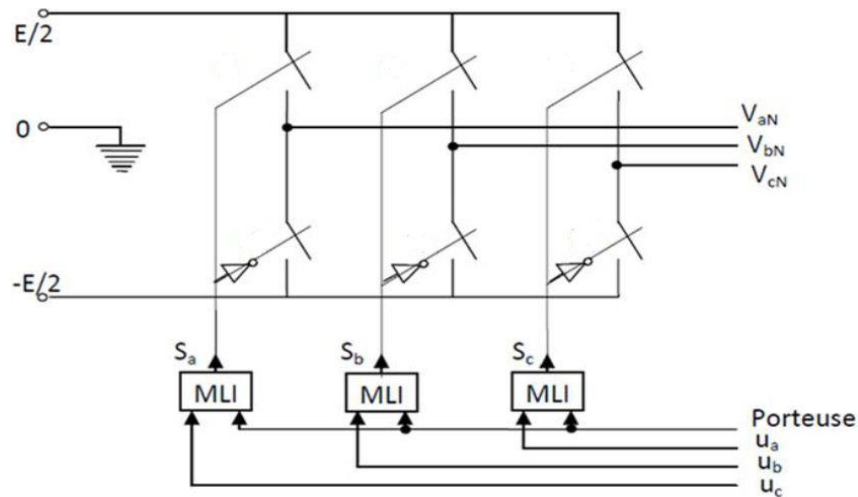 E/2
0
V_aN
V_bN
V_cN
-E/2
S_a
S_b
S_c
MLI
MLI
MLI
Porteuse
u_a
u_b
u_c